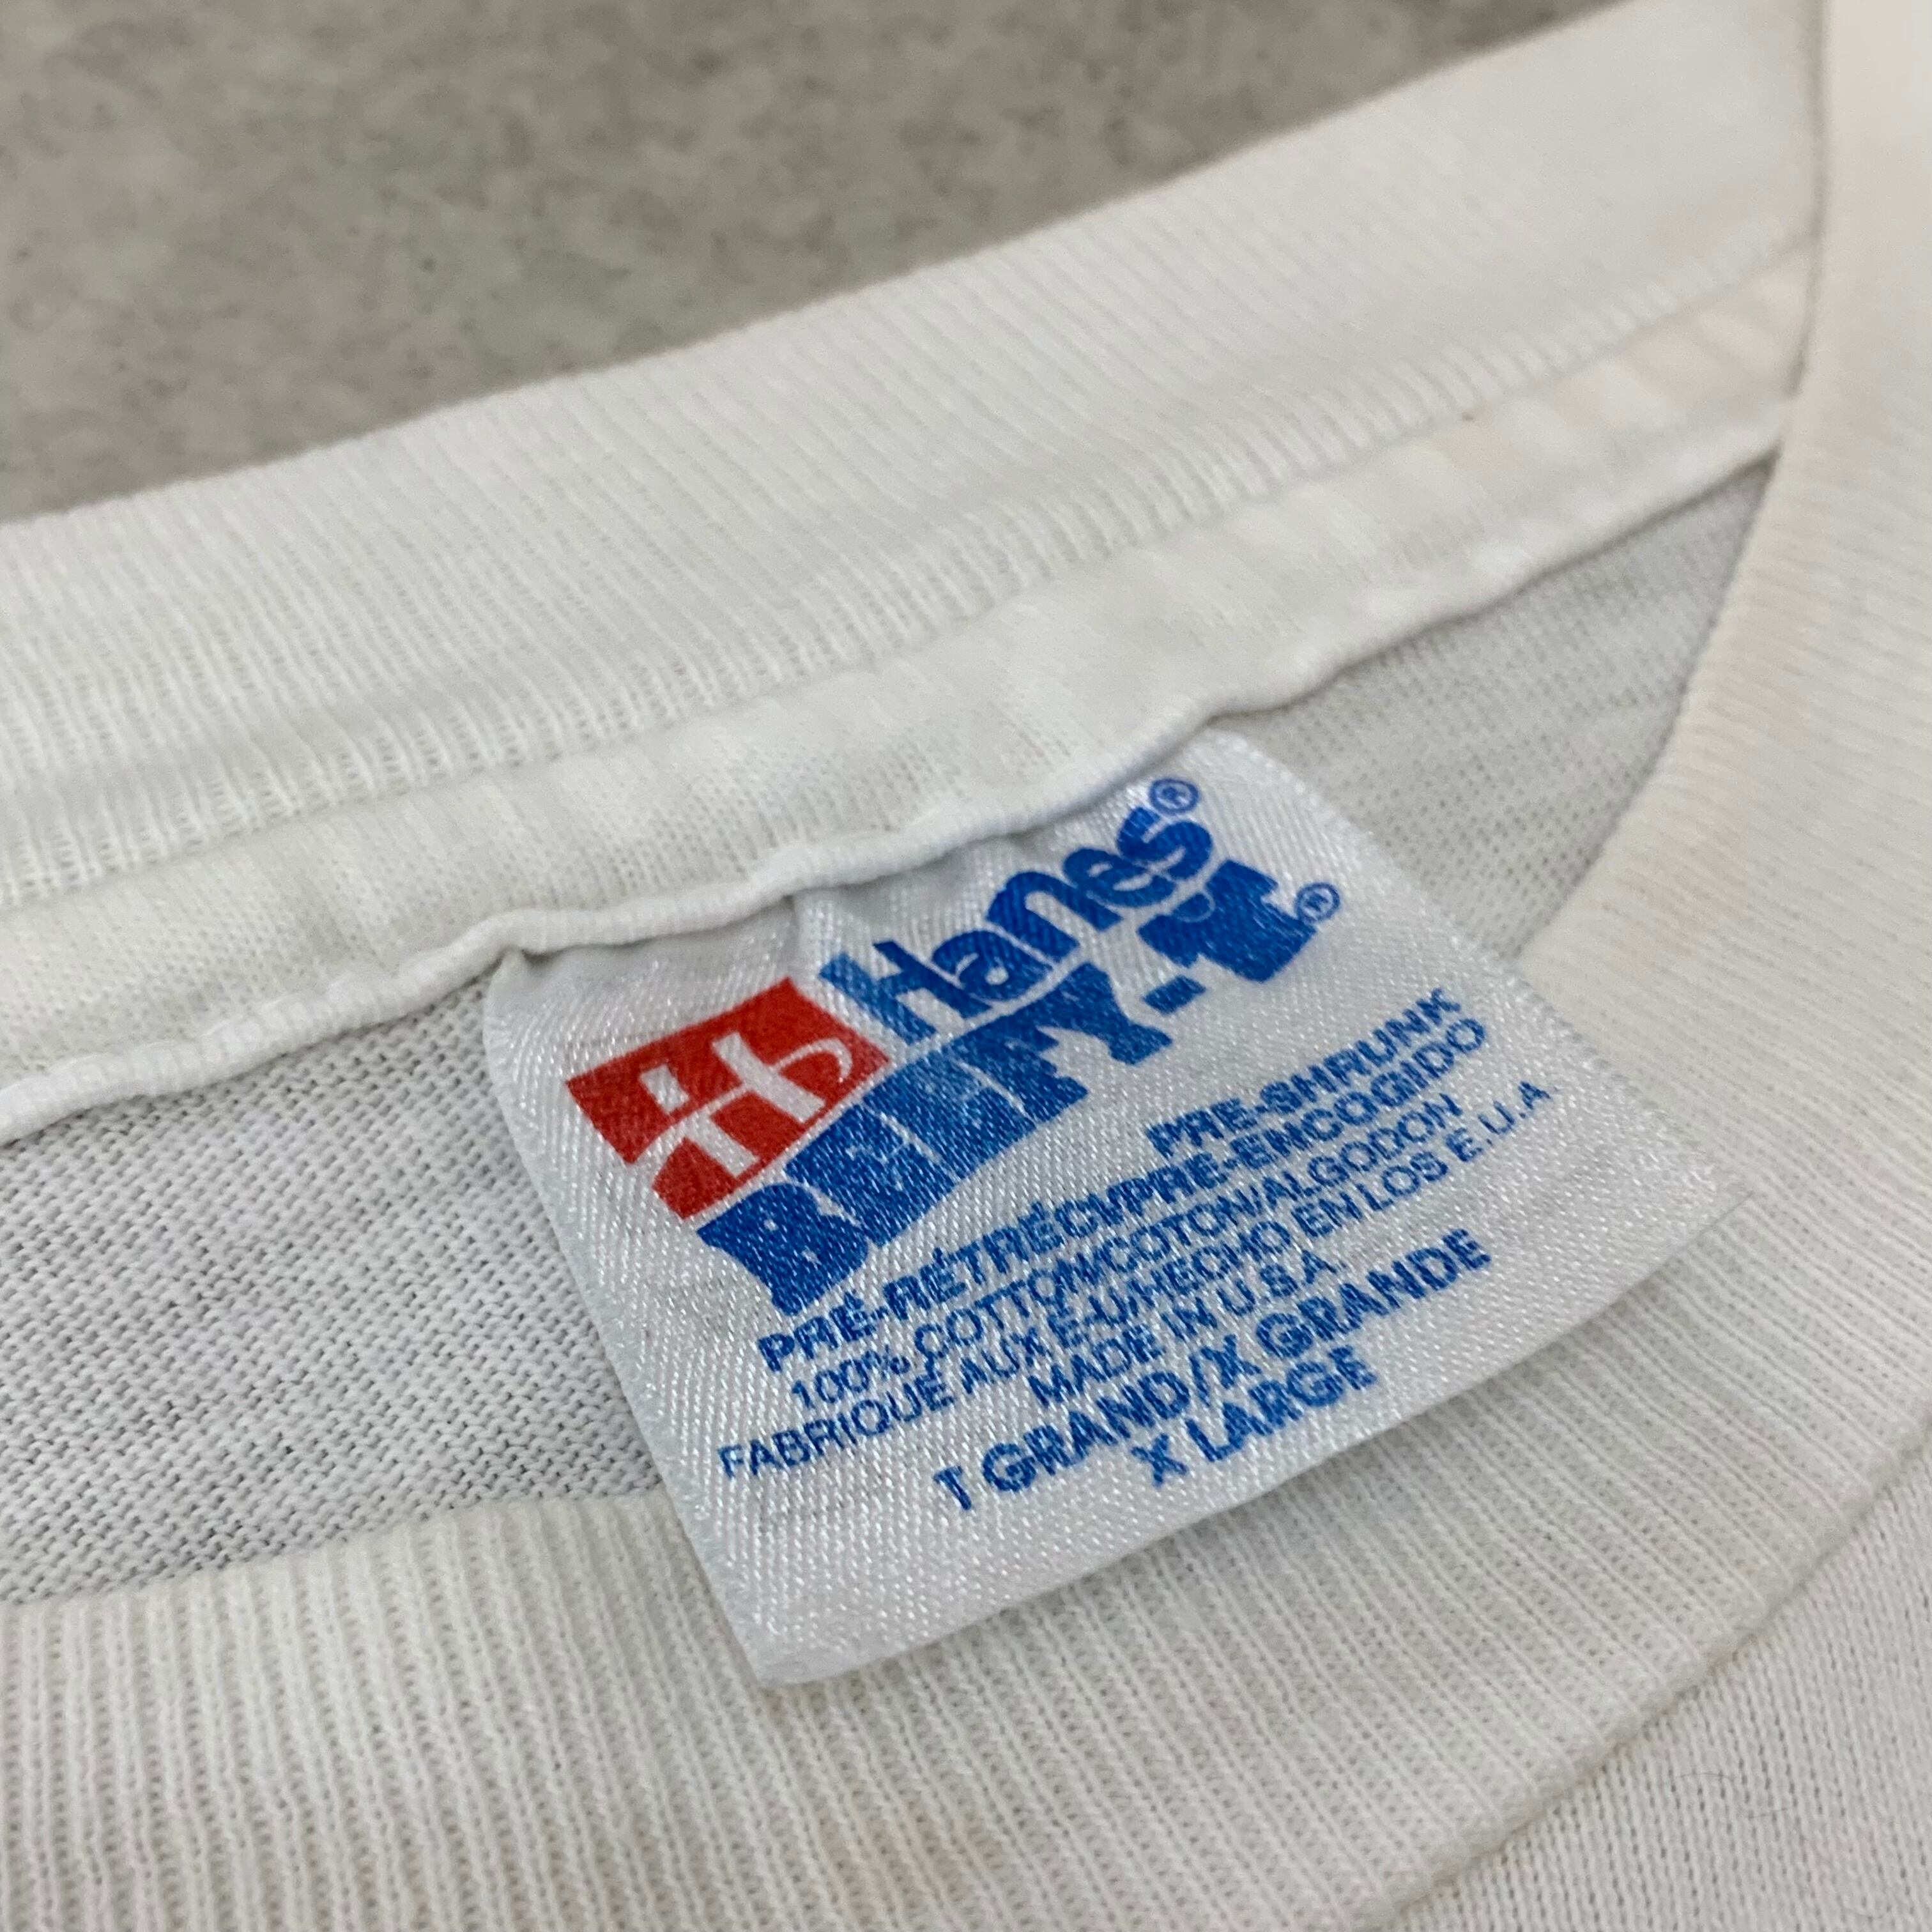 Hanes®
BEEFY-T®
PRE-SHRUNK
PRÉ-RÉTRÉCI/PRE-ENCOGIDO
100% COTTON/COTON/ALGODON
FABRIQUÉ AUX É-U/HECHO EN LOS E.U.A
MADE IN U.S.A.
T GRAND/X GRANDE
X LARGE